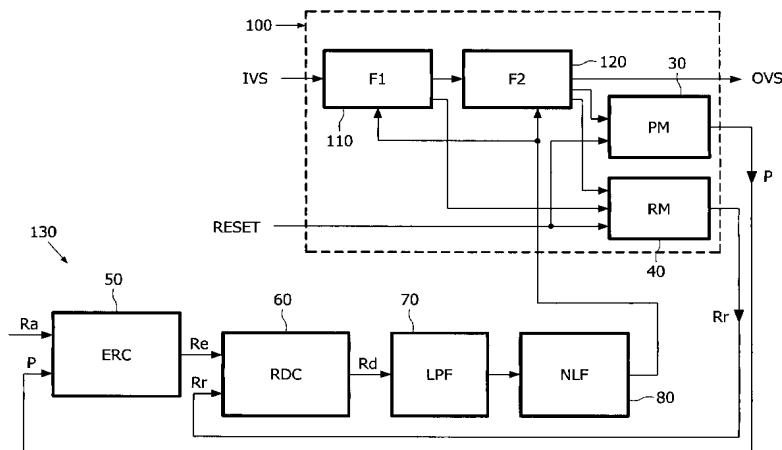 100
IVS
F1
F2
120
30
OVS
110
PM
P
RESET
RM
40
130
50
60
70
Rr
Ra
P
ERC
Re
Rr
RDC
Rd
LPF
NLF
80